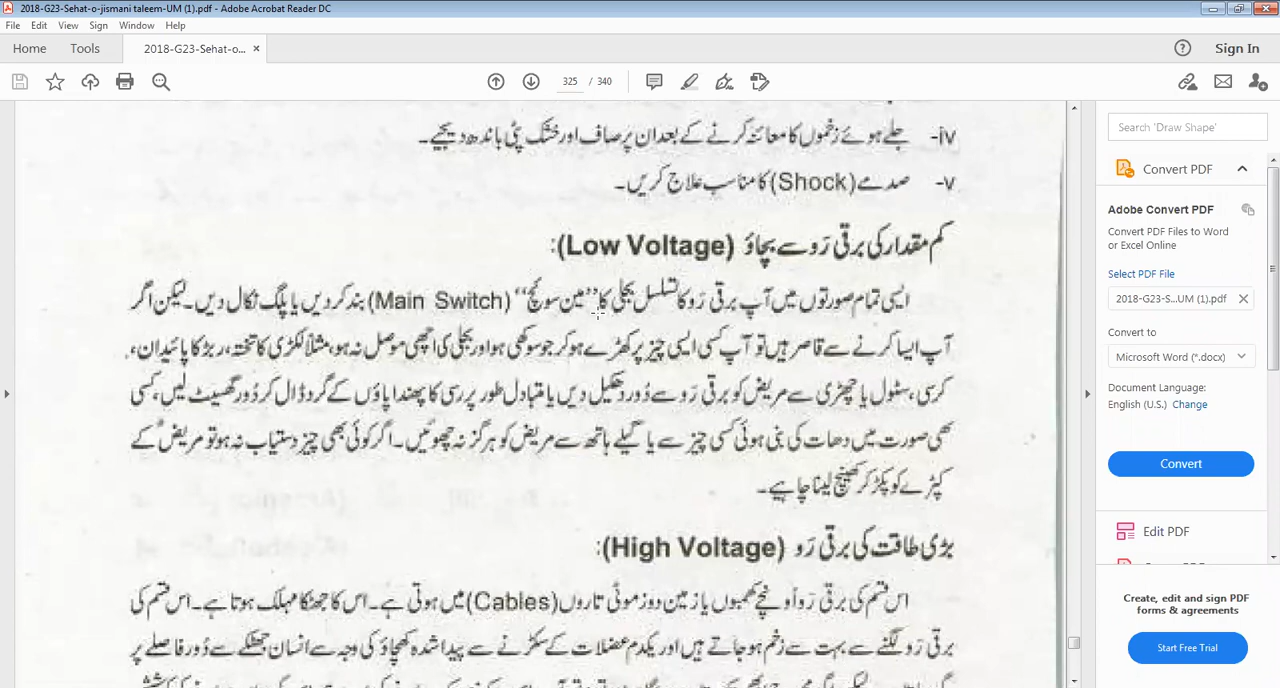 2018-G23-Sehat-o-jismani taleem-UM (1).pdf - Adobe Acrobat Reader DC
File Edit View Sign Window Help
Home Tools 2018-G23-Sehat-o... × Sign In
325 / 340
iv- جلے ہوئے زخموں کا معائنہ کرنے کے بعد ان پر صاف اور خشک پٹی باندھ دیجیے۔
v- صدمے (Shock) کا مناسب علاج کریں۔
کم مقدار کی برقی رَو سے بچاؤ (Low Voltage):
ایسی تمام صورتوں میں آپ برقی رَو کا تسلسل بجلی کا ”مین سوئچ“ (Main Switch) بند کر دیں یا پلگ نکال دیں۔ لیکن اگر
آپ ایسا کرنے سے قاصر ہیں تو آپ کسی ایسی چیز پر کھڑے ہو کر جو سوکھی ہو اور بجلی کی اچھی موصل نہ ہو، مثلاً لکڑی کا تختہ، ربڑ کا پائیدان،
کرسی، سٹول یا چھڑی سے مریض کو برقی رَو سے دُور دھکیل دیں یا متبادل طور پر رسی کا پھندا پاؤں کے گرد ڈال کر دُور گھسیٹ لیں، کسی
بھی صورت میں دھات کی بنی ہوئی کسی چیز سے یا گیلے ہاتھ سے مریض کو ہرگز نہ چھوئیں۔ اگر کوئی بھی چیز دستیاب نہ ہو تو مریض کے
کپڑے کو پکڑ کر کھینچ لینا چاہیے۔
بڑی طاقت کی برقی رَو (High Voltage):
اس قسم کی برقی رَو اُونچے کھمبوں یا زمین دوز موٹی تاروں (Cables) میں ہوتی ہے۔ اس کا جھٹکا مہلک ہوتا ہے۔ اس قسم کی
برقی رَو لگنے سے بہت سے زخم ہو جاتے ہیں اور یکدم عضلات کے سکڑنے سے پیدا شدہ کھچاؤ کی وجہ سے انسان جھٹکے سے دُور فاصلے پر
Search 'Draw Shape'
Convert PDF
Adobe Convert PDF
Convert PDF Files to Word
or Excel Online
Select PDF File
2018-G23-S...UM (1).pdf ×
Convert to
Microsoft Word (*.docx)
Document Language:
English (U.S.) Change
Convert
Edit PDF
Create, edit and sign PDF
forms & agreements
Start Free Trial